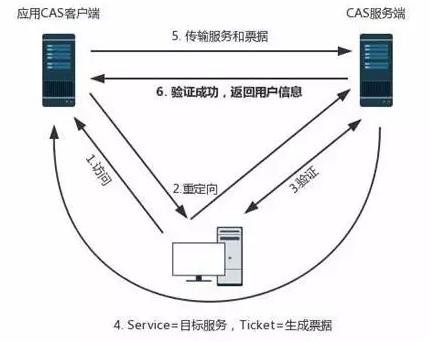 应用CAS客户端
CAS服务端
5. 传输服务和票据
6. 验证成功，返回用户信息
1.访问
2.重定向
3.验证
4. Service=目标服务，Ticket=生成票据